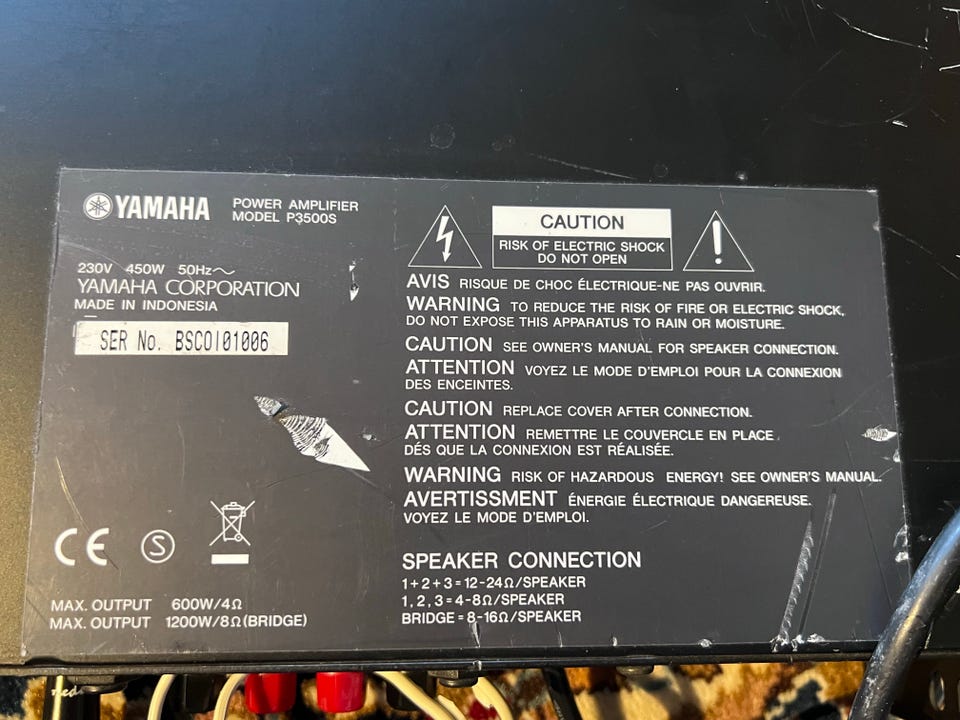 YAMAHA
POWER AMPLIFIER
MODEL P3500S
230V 450W 50Hz~
YAMAHA CORPORATION
MADE IN INDONESIA
SER No. BSCOI01006
CE
S
MAX. OUTPUT 600W/4Ω
MAX. OUTPUT 1200W/8Ω(BRIDGE)
CAUTION
RISK OF ELECTRIC SHOCK
DO NOT OPEN
!
AVIS RISQUE DE CHOC ÉLECTRIQUE-NE PAS OUVRIR.
WARNING TO REDUCE THE RISK OF FIRE OR ELECTRIC SHOCK,
DO NOT EXPOSE THIS APPARATUS TO RAIN OR MOISTURE.
CAUTION SEE OWNER'S MANUAL FOR SPEAKER CONNECTION.
ATTENTION VOYEZ LE MODE D'EMPLOI POUR LA CONNEXION
DES ENCEINTES.
CAUTION REPLACE COVER AFTER CONNECTION.
ATTENTION REMETTRE LE COUVERCLE EN PLACE
DÉS QUE LA CONNEXION EST RÉALISÉE.
WARNING RISK OF HAZARDOUS ENERGY! SEE OWNER'S MANUAL.
AVERTISSMENT ÉNERGIE ÉLECTRIQUE DANGEREUSE.
VOYEZ LE MODE D'EMPLOI.
SPEAKER CONNECTION
1+2+3=12-24Ω/SPEAKER
1,2,3=4-8Ω/SPEAKER
BRIDGE=8-16Ω/SPEAKER